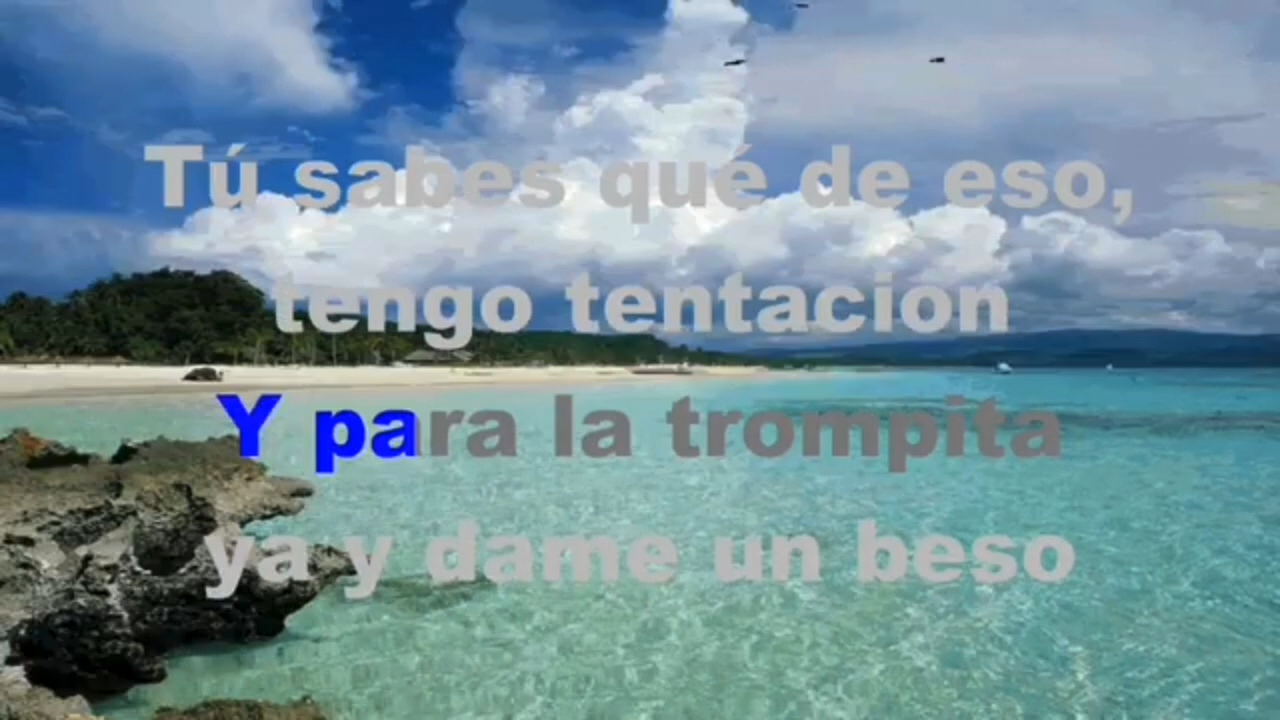 Tú sabes qué de eso,
tengo tentacion
Y para la trompita
ya y dame un beso